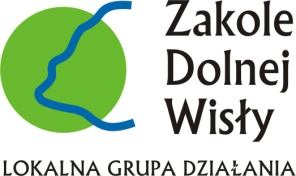 Zakole
Dolnej
Wisły
LOKALNA GRUPA DZIAŁANIA